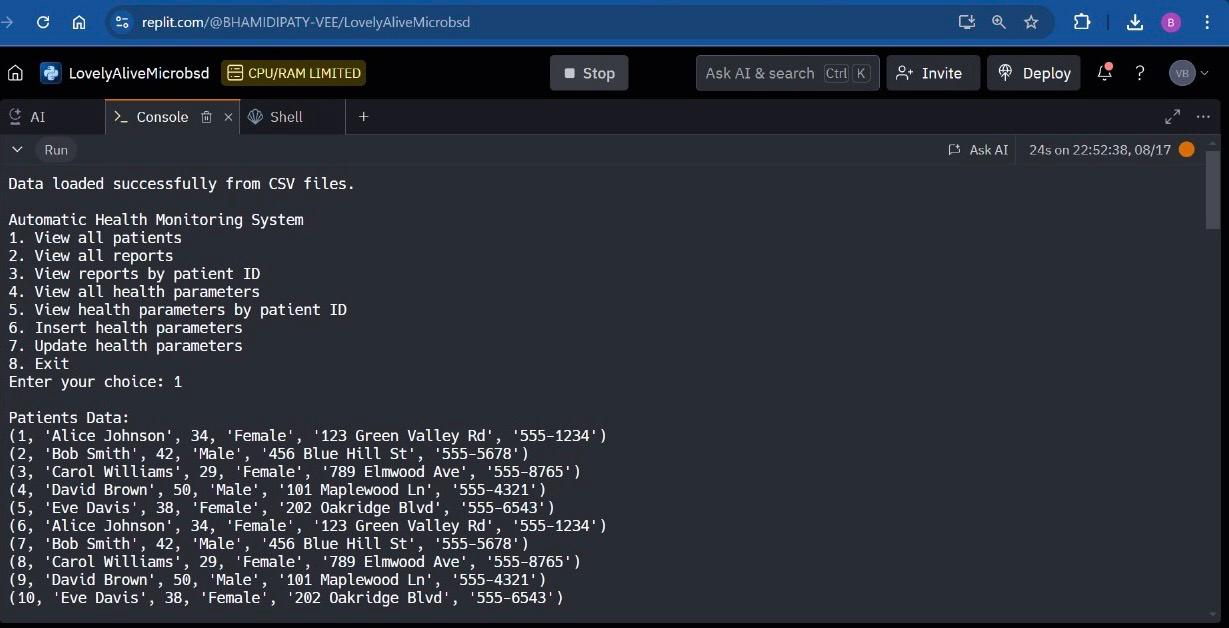 replit.com/@BHAMIDIPATY-VEE/LovelyAliveMicrobsd B
LovelyAliveMicrobsd CPU/RAM LIMITED Stop Ask AI & search Ctrl K Invite Deploy ? VB
AI Console Shell
Run Ask AI 24s on 22:52:38, 08/17
Data loaded successfully from CSV files.
Automatic Health Monitoring System
1. View all patients
2. View all reports
3. View reports by patient ID
4. View all health parameters
5. View health parameters by patient ID
6. Insert health parameters
7. Update health parameters
8. Exit
Enter your choice: 1
Patients Data:
(1, 'Alice Johnson', 34, 'Female', '123 Green Valley Rd', '555-1234')
(2, 'Bob Smith', 42, 'Male', '456 Blue Hill St', '555-5678')
(3, 'Carol Williams', 29, 'Female', '789 Elmwood Ave', '555-8765')
(4, 'David Brown', 50, 'Male', '101 Maplewood Ln', '555-4321')
(5, 'Eve Davis', 38, 'Female', '202 Oakridge Blvd', '555-6543')
(6, 'Alice Johnson', 34, 'Female', '123 Green Valley Rd', '555-1234')
(7, 'Bob Smith', 42, 'Male', '456 Blue Hill St', '555-5678')
(8, 'Carol Williams', 29, 'Female', '789 Elmwood Ave', '555-8765')
(9, 'David Brown', 50, 'Male', '101 Maplewood Ln', '555-4321')
(10, 'Eve Davis', 38, 'Female', '202 Oakridge Blvd', '555-6543')